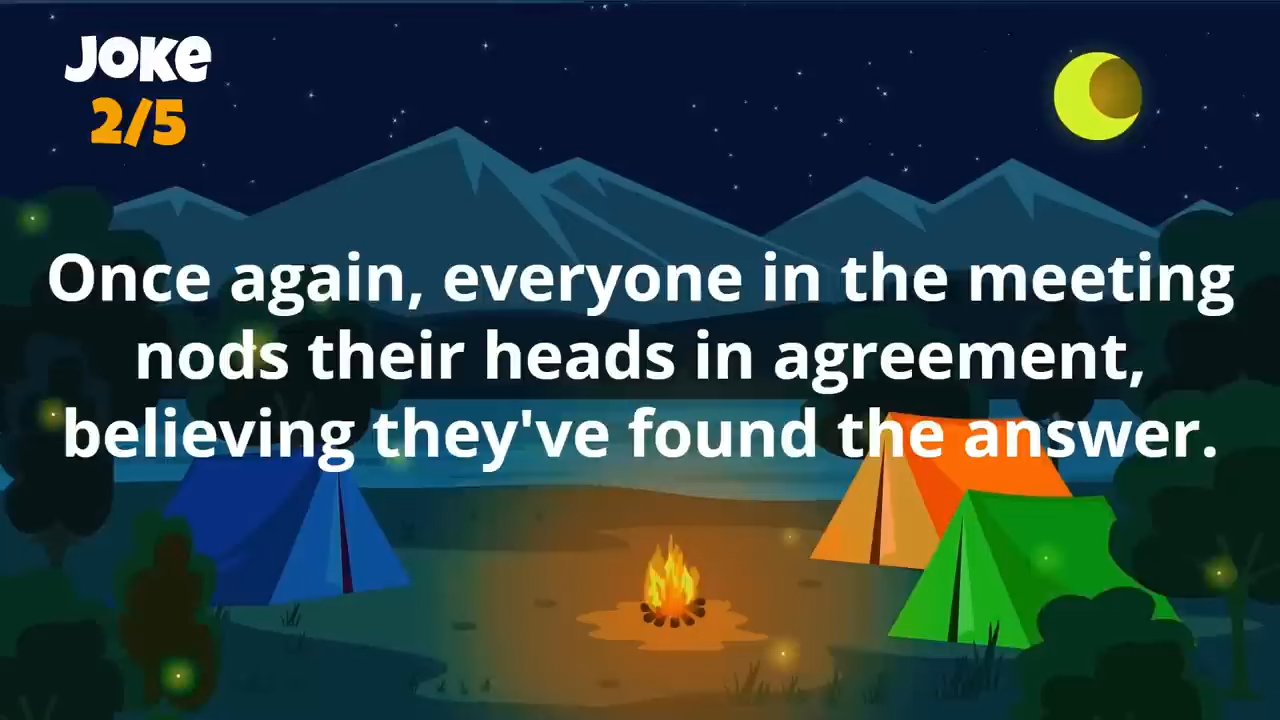 Joke
2/5
Once again, everyone in the meeting
nods their heads in agreement,
believing they've found the answer.